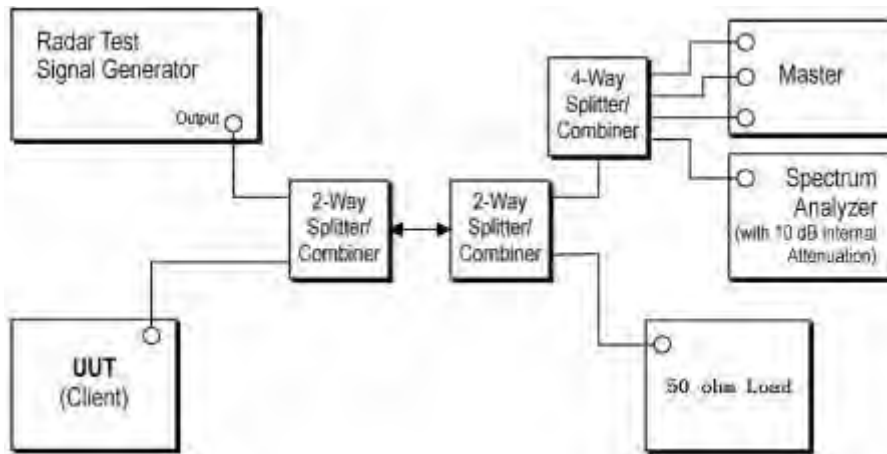 Radar Test
Signal Generator
Output
4-Way
Splitter/
Combiner
Master
2-Way
Splitter/
Combiner
2-Way
Splitter/
Combiner
Spectrum
Analyzer
(with 10 dB Internal
Attenuation)
UUT
(Client)
50 ohm Load